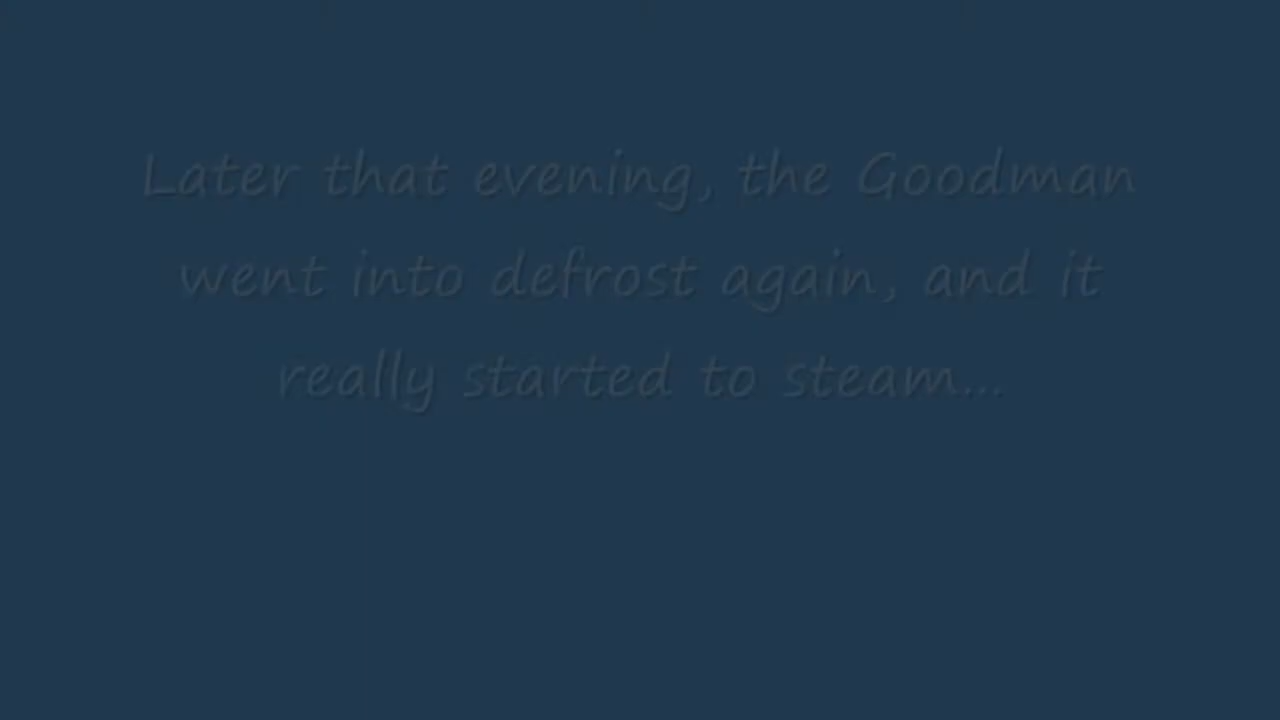 Later that evening, the Goodman
went into defrost again, and it
really started to steam...